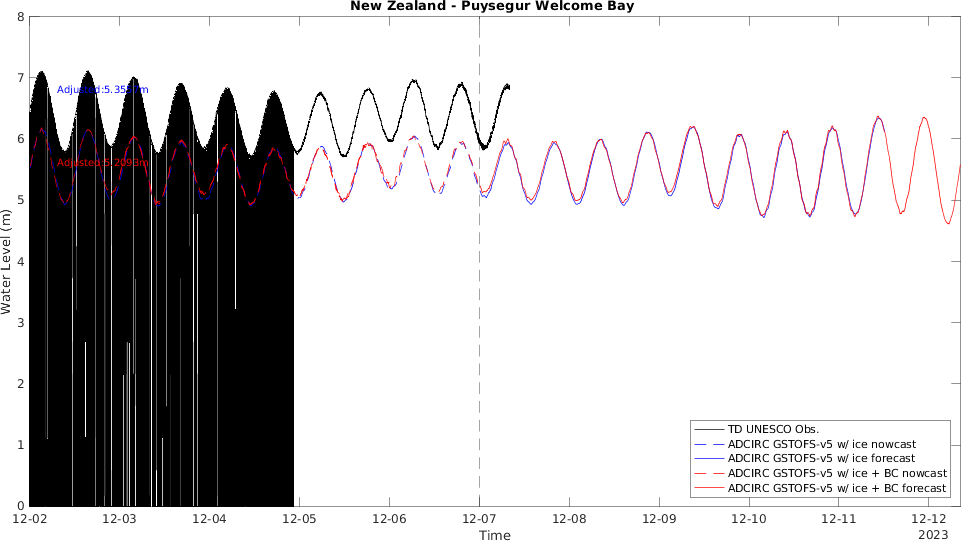 New Zealand - Puysegur Welcome Bay
8
7
6
5
4
3
2
1
0
Water Level (m)
Adjusted:5.2093m
TD UNESCO Obs.
ADCIRC GSTOFS-v5 w/ ice nowcast
ADCIRC GSTOFS-v5 w/ ice forecast
ADCIRC GSTOFS-v5 w/ ice + BC nowcast
ADCIRC GSTOFS-v5 w/ ice + BC forecast
12-02 12-03 12-04 12-05 12-06 12-07 12-08 12-09 12-10 12-11 12-12
Time
2023